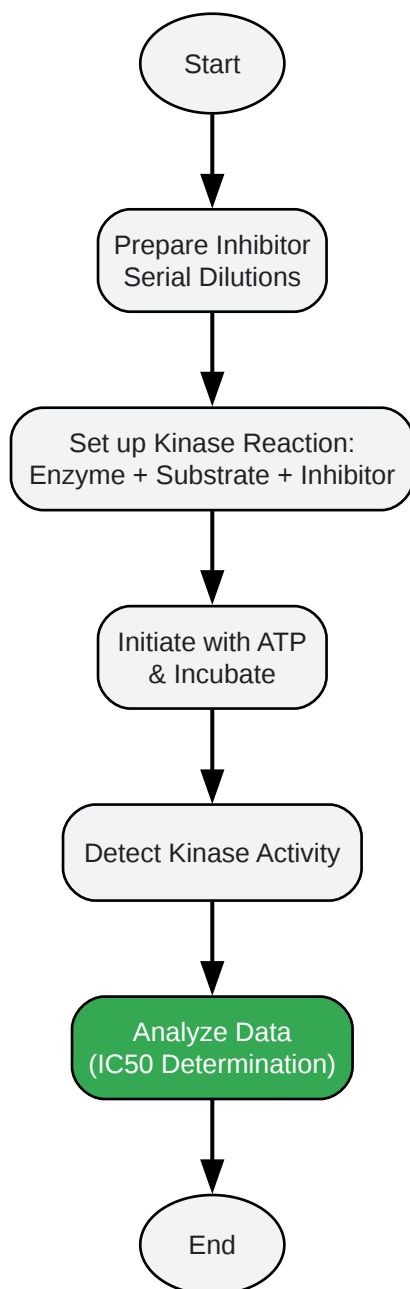 Start
Prepare Inhibitor
Serial Dilutions
Set up Kinase Reaction:
Enzyme + Substrate + Inhibitor
Initiate with ATP
& Incubate
Detect Kinase Activity
Analyze Data
(IC50 Determination)
End